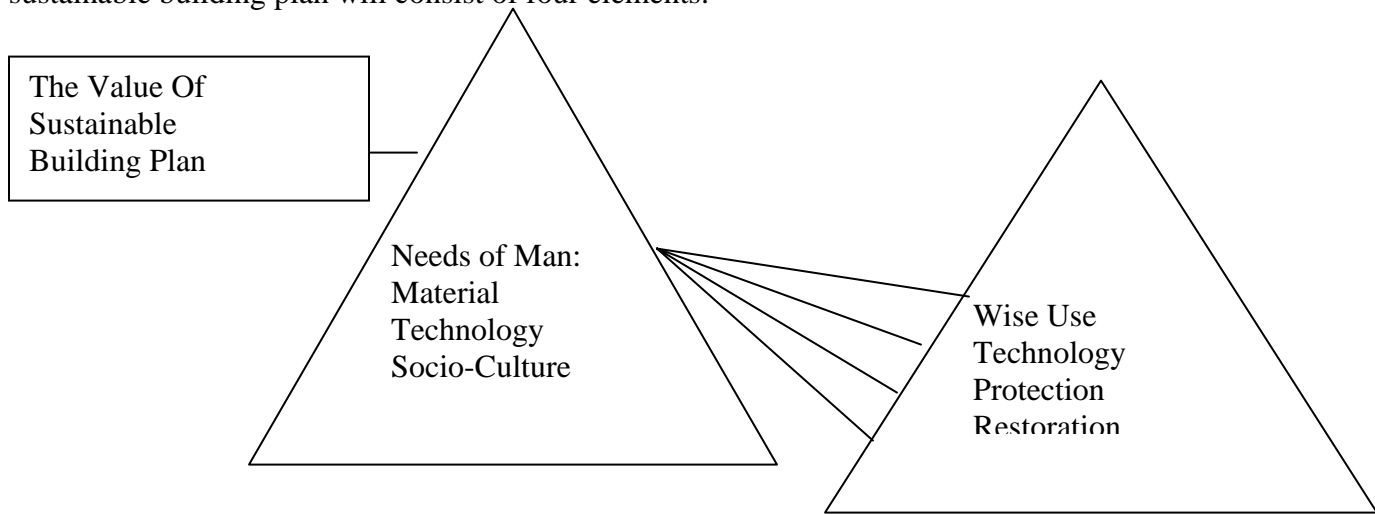 sustainable building plan will consist of four elements.
The Value Of
Sustainable
Building Plan
Needs of Man:
Material
Technology
Socio-Culture
Wise Use
Technology
Protection
Restoration